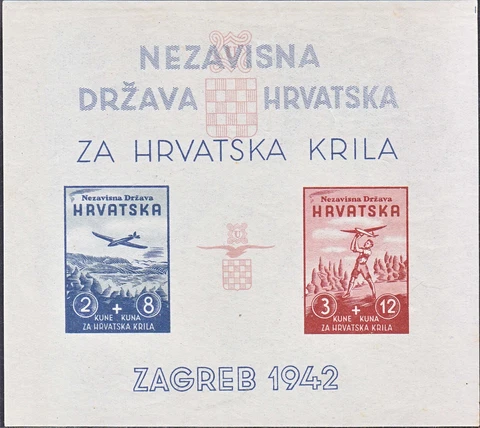 NEZAVISNA
DRŽAVA HRVATSKA
ZA HRVATSKA KRILA
Nezavisna Država
HRVATSKA
2 + 8
KUNE KUNA
ZA HRVATSKA KRILA
Nezavisna Država
HRVATSKA
3 + 12
KUNE KUNA
ZA HRVATSKA KRILA
U
ZAGREB 1942